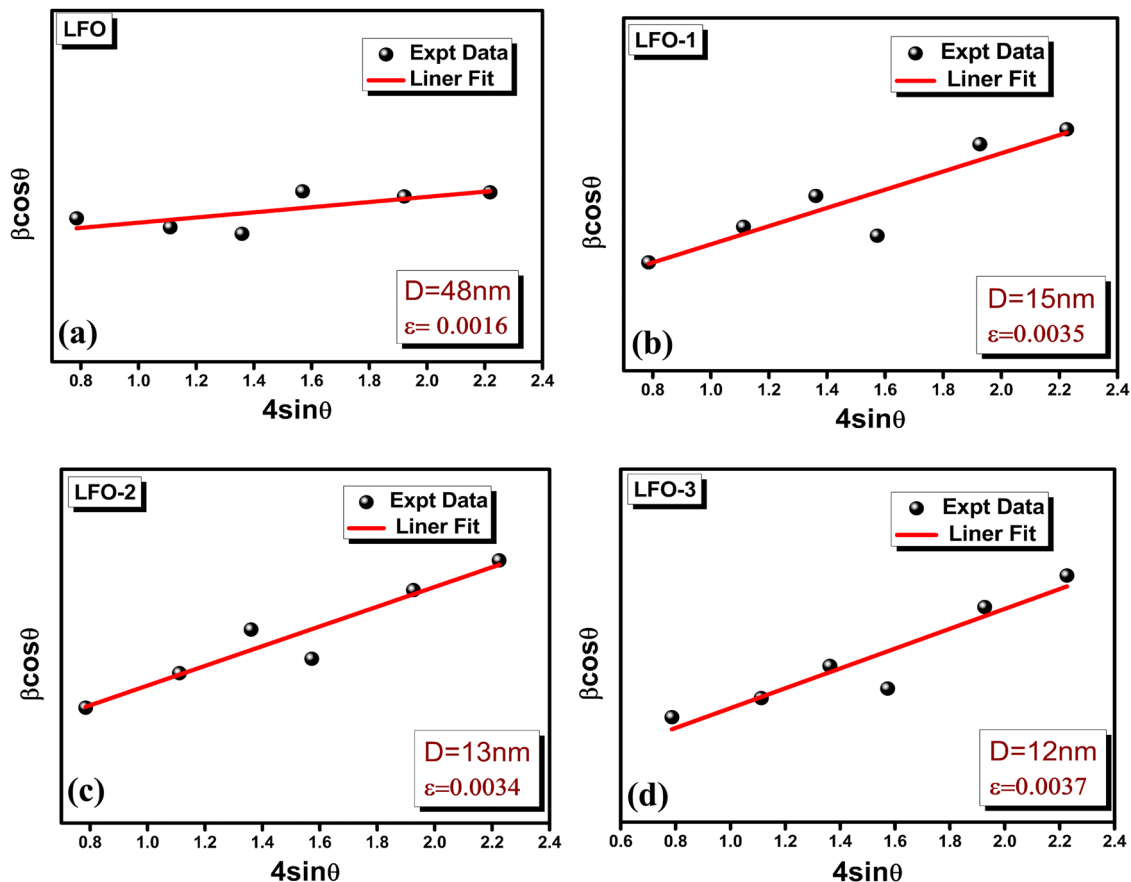 LFO
Expt Data
Liner Fit
βcosθ
D=48nm
ε= 0.0016
(a)
0.8 1.0 1.2 1.4 1.6 1.8 2.0 2.2 2.4
4sinθ
LFO-1
Expt Data
Liner Fit
βcosθ
D=15nm
ε=0.0035
(b)
0.8 1.0 1.2 1.4 1.6 1.8 2.0 2.2 2.4
4sinθ
LFO-2
Expt Data
Liner Fit
βcosθ
D=13nm
ε=0.0034
(c)
0.8 1.0 1.2 1.4 1.6 1.8 2.0 2.2 2.4
4sinθ
LFO-3
Expt Data
Liner Fit
βcosθ
D=12nm
ε=0.0037
(d)
0.6 0.8 1.0 1.2 1.4 1.6 1.8 2.0 2.2 2.4
4sinθ